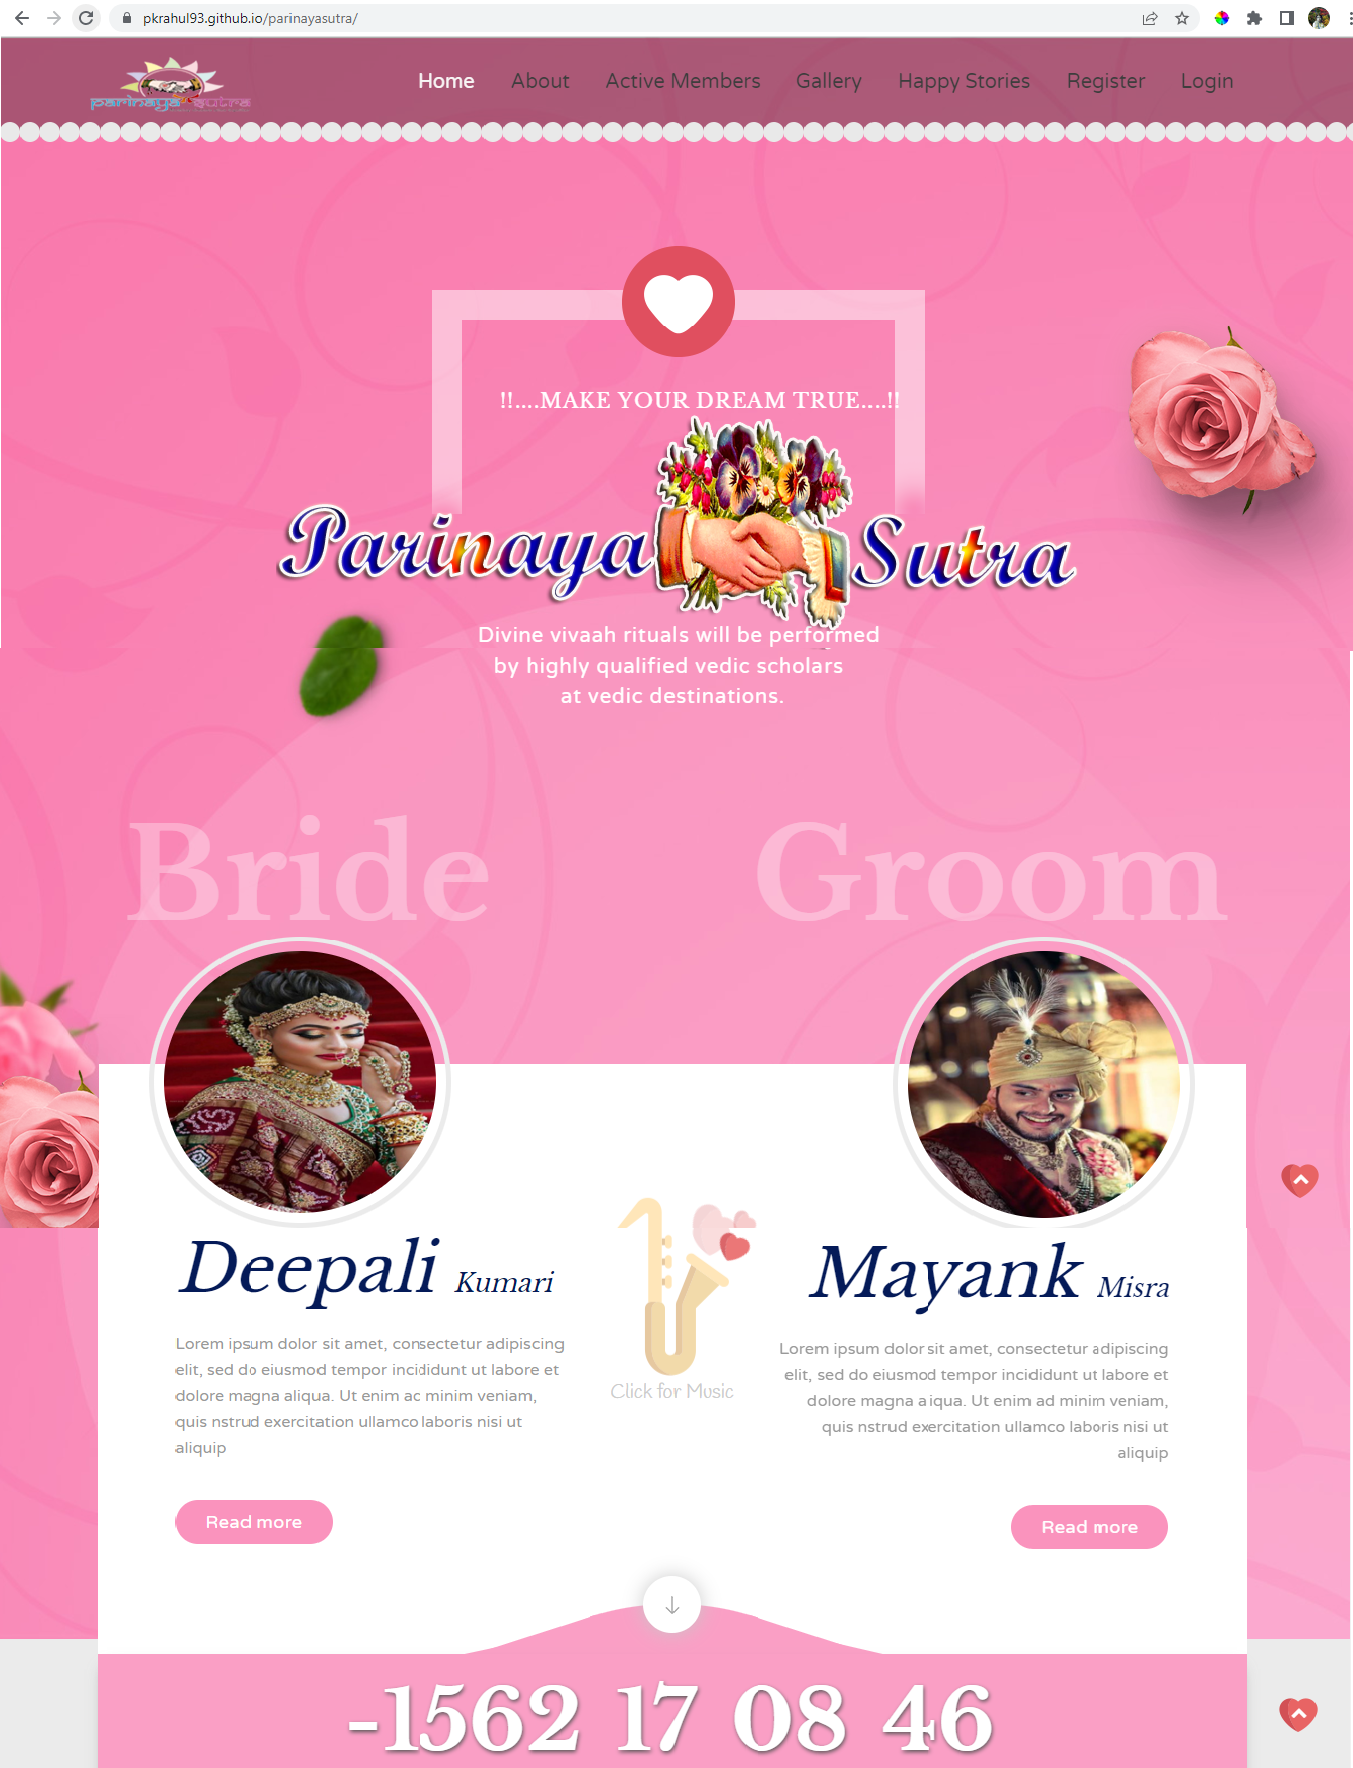 pkrahul93.github.io/parinayasutra/
Parinaya Sutra
Home About Active Members Gallery Happy Stories Register Login
!!....MAKE YOUR DREAM TRUE....!!
Parinaya Sutra
Divine vivaah rituals will be performed
by highly qualified vedic scholars
at vedic destinations.
Bride
Groom
Deepali Kumari
Lorem ipsum dolor sit amet, consectetur adipiscing
elit, sed do eiusmod tempor incididunt ut labore et
dolore magna aliqua. Ut enim ac minim veniam,
quis nstrud exercitation ullamco laboris nisi ut
aliquip
Read more
Click for Music
Mayank Misra
Lorem ipsum dolor sit amet, consectetur adipiscing
elit, sed do eiusmod tempor incididunt ut labore et
dolore magna aliqua. Ut enim ad minim veniam,
quis nstrud exercitation ullamco laboris nisi ut
aliquip
Read more
-1562 17 08 46